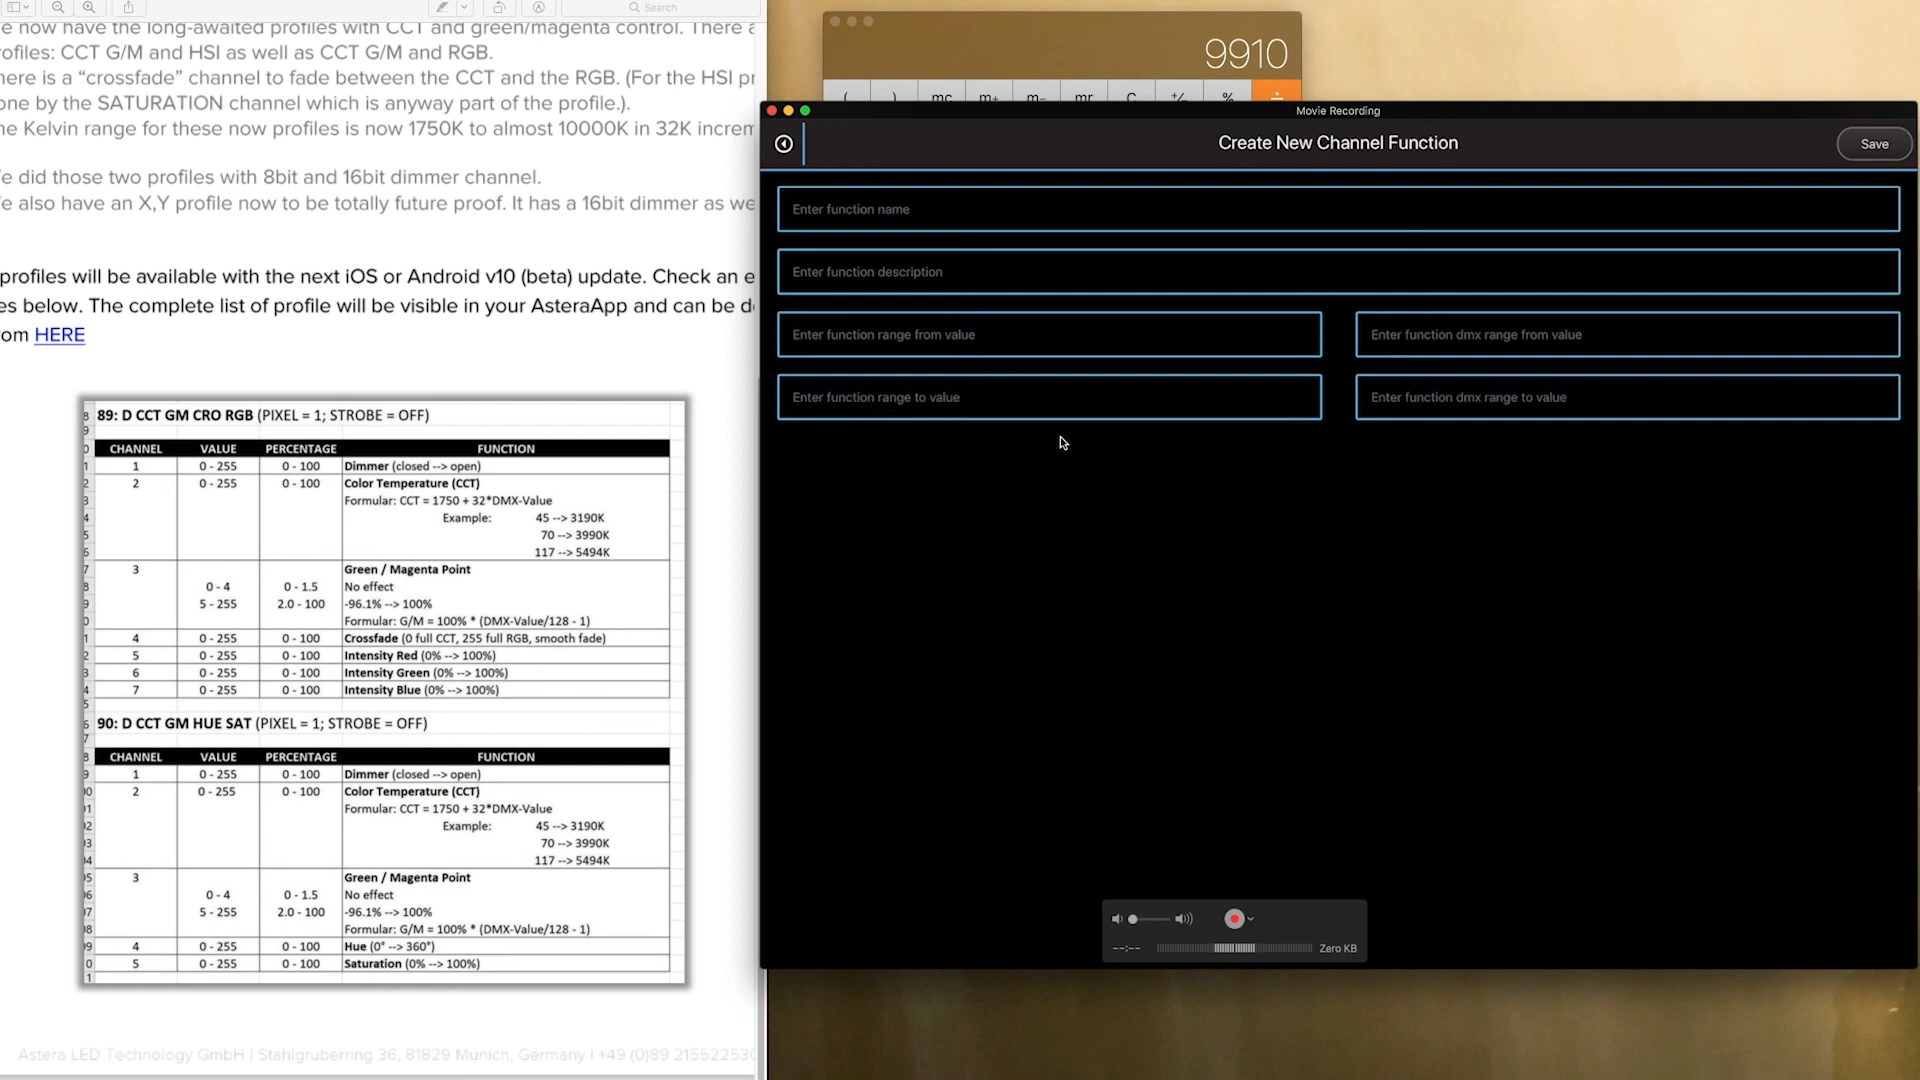 Search
e now have the long-awaited profiles with CCT and green/magenta control. There a
ofiles: CCT G/M and HSI as well as CCT G/M and RGB.
here is a "crossfade" channel to fade between the CCT and the RGB. (For the HSI pr
one by the SATURATION channel which is anyway part of the profile.).
ne Kelvin range for these now profiles is now 1750K to almost 10000K in 32K increm
e did those two profiles with 8bit and 16bit dimmer channel.
e also have an X,Y profile now to be totally future proof. It has a 16bit dimmer as we
profiles will be available with the next iOS or Android v10 (beta) update. Check an e
es below. The complete list of profile will be visible in your AsteraApp and can be d
om HERE
89: D CCT GM CRO RGB (PIXEL = 1; STROBE = OFF)
CHANNEL VALUE PERCENTAGE FUNCTION
1 0 - 255 0 - 100 Dimmer (closed --> open)
2 0 - 255 0 - 100 Color Temperature (CCT)
Formular: CCT = 1750 + 32*DMX-Value
Example: 45 --> 3190K
70 --> 3990K
117 --> 5494K
3 Green / Magenta Point
0 - 4 0 - 1.5 No effect
5 - 255 2.0 - 100 -96.1% --> 100%
Formular: G/M = 100% * (DMX-Value/128 - 1)
4 0 - 255 0 - 100 Crossfade (0 full CCT, 255 full RGB, smooth fade)
5 0 - 255 0 - 100 Intensity Red (0% --> 100%)
6 0 - 255 0 - 100 Intensity Green (0% --> 100%)
7 0 - 255 0 - 100 Intensity Blue (0% --> 100%)
90: D CCT GM HUE SAT (PIXEL = 1; STROBE = OFF)
CHANNEL VALUE PERCENTAGE FUNCTION
1 0 - 255 0 - 100 Dimmer (closed --> open)
2 0 - 255 0 - 100 Color Temperature (CCT)
Formular: CCT = 1750 + 32*DMX-Value
Example: 45 --> 3190K
70 --> 3990K
117 --> 5494K
3 Green / Magenta Point
0 - 4 0 - 1.5 No effect
5 - 255 2.0 - 100 -96.1% --> 100%
Formular: G/M = 100% * (DMX-Value/128 - 1)
4 0 - 255 0 - 100 Hue (0° --> 360°)
5 0 - 255 0 - 100 Saturation (0% --> 100%)
Astera LED Technology GmbH | Stahlgruberring 36, 81829 Munich, Germany | +49 (0)89 215522530
9910
( ) mc m+ m- mr C +/- % ÷
Movie Recording
Create New Channel Function
Save
Enter function name
Enter function description
Enter function range from value
Enter function dmx range from value
Enter function range to value
Enter function dmx range to value
--:--
Zero KB